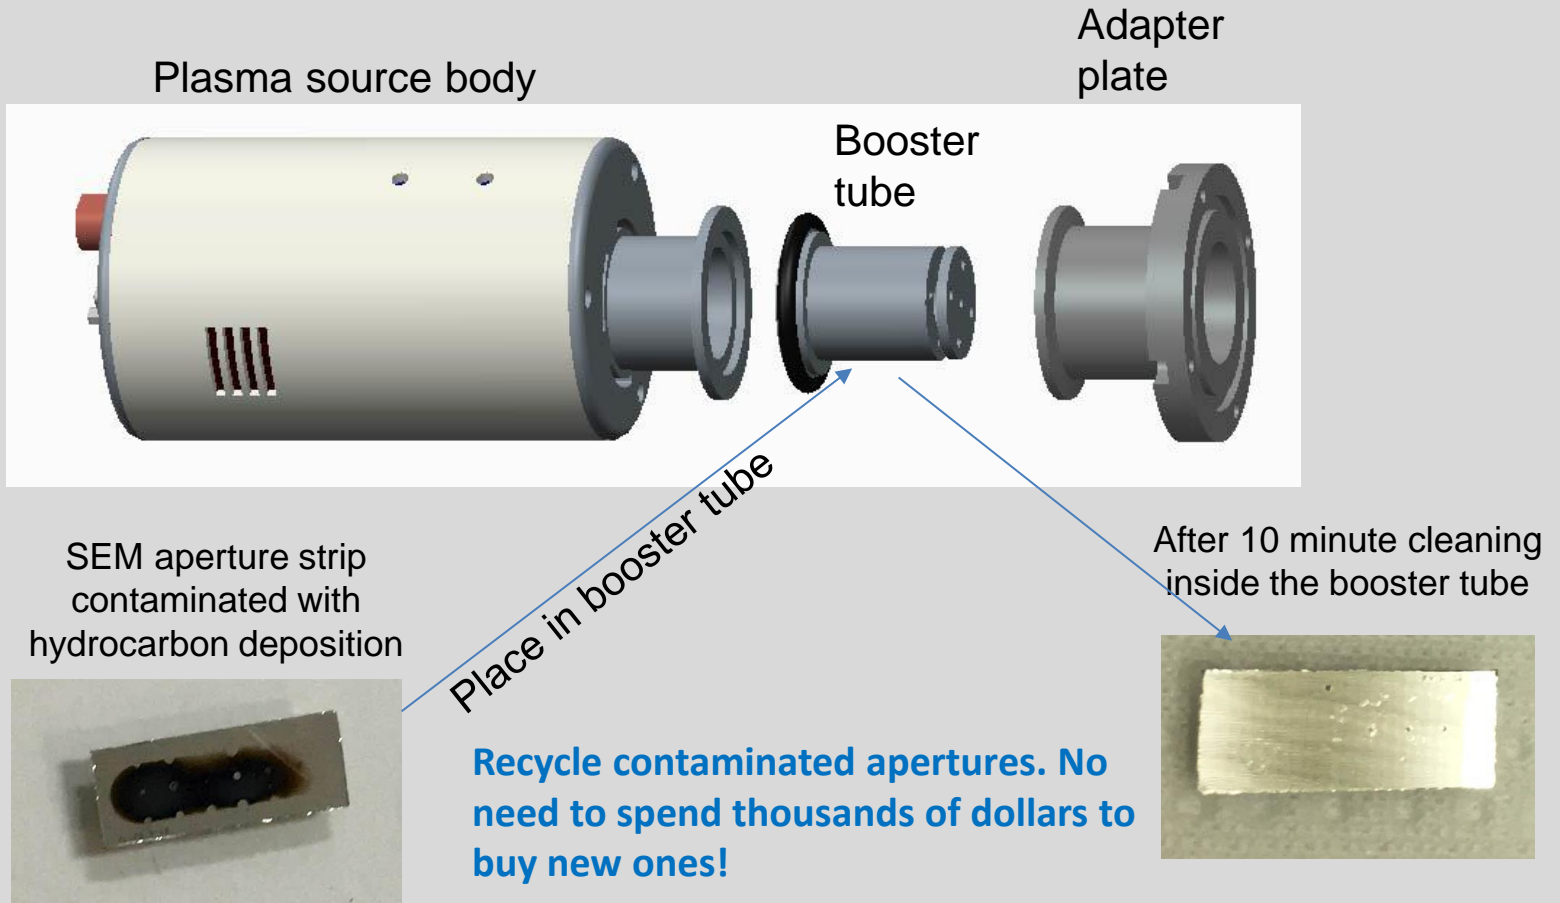 Adapter
plate
Plasma source body
Booster
tube
Place in booster tube
SEM aperture strip
contaminated with
hydrocarbon deposition
After 10 minute cleaning
inside the booster tube
Recycle contaminated apertures. No
need to spend thousands of dollars to
buy new ones!